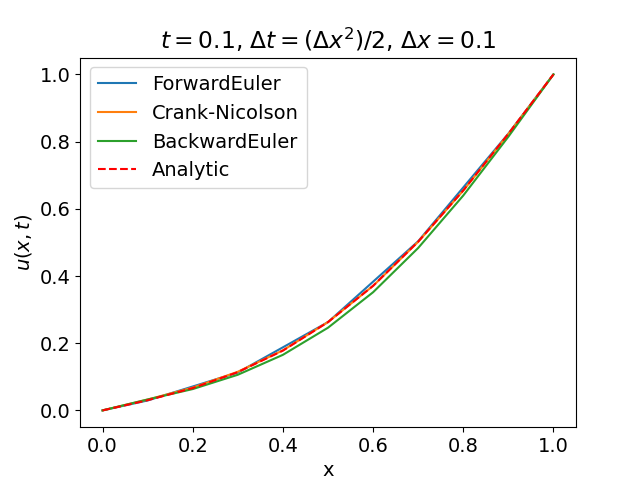 t = 0.1, Δt = (Δx²)/2, Δx = 0.1
ForwardEuler
Crank-Nicolson
BackwardEuler
Analytic
1.0
0.8
0.6
0.4
0.2
0.0
u(x, t)
0.0 0.2 0.4 0.6 0.8 1.0
x